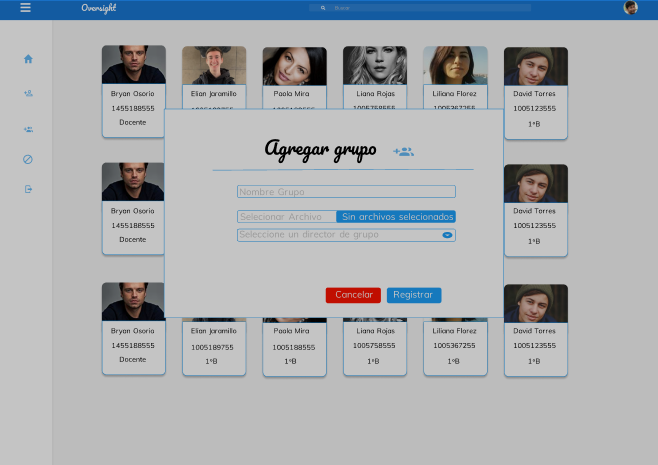 Oversight
Buscar
Bryan Osorio
1455188555
Docente
Elian Jaramillo
Paola Mira
Liana Rojas
1005758555
Liliana Florez
1005367255
David Torres
1005123555
1°B
Agregar grupo
Nombre Grupo
Selecionar Archivo
Sin archivos selecionados
Seleccione un director de grupo
Cancelar
Registrar
Bryan Osorio
1455188555
Docente
David Torres
1005123555
1°B
Bryan Osorio
1455188555
Docente
Elian Jaramillo
1005189755
1°B
Paola Mira
1005188555
1°B
Liana Rojas
1005758555
1°B
Liliana Florez
1005367255
1°B
David Torres
1005123555
1°B